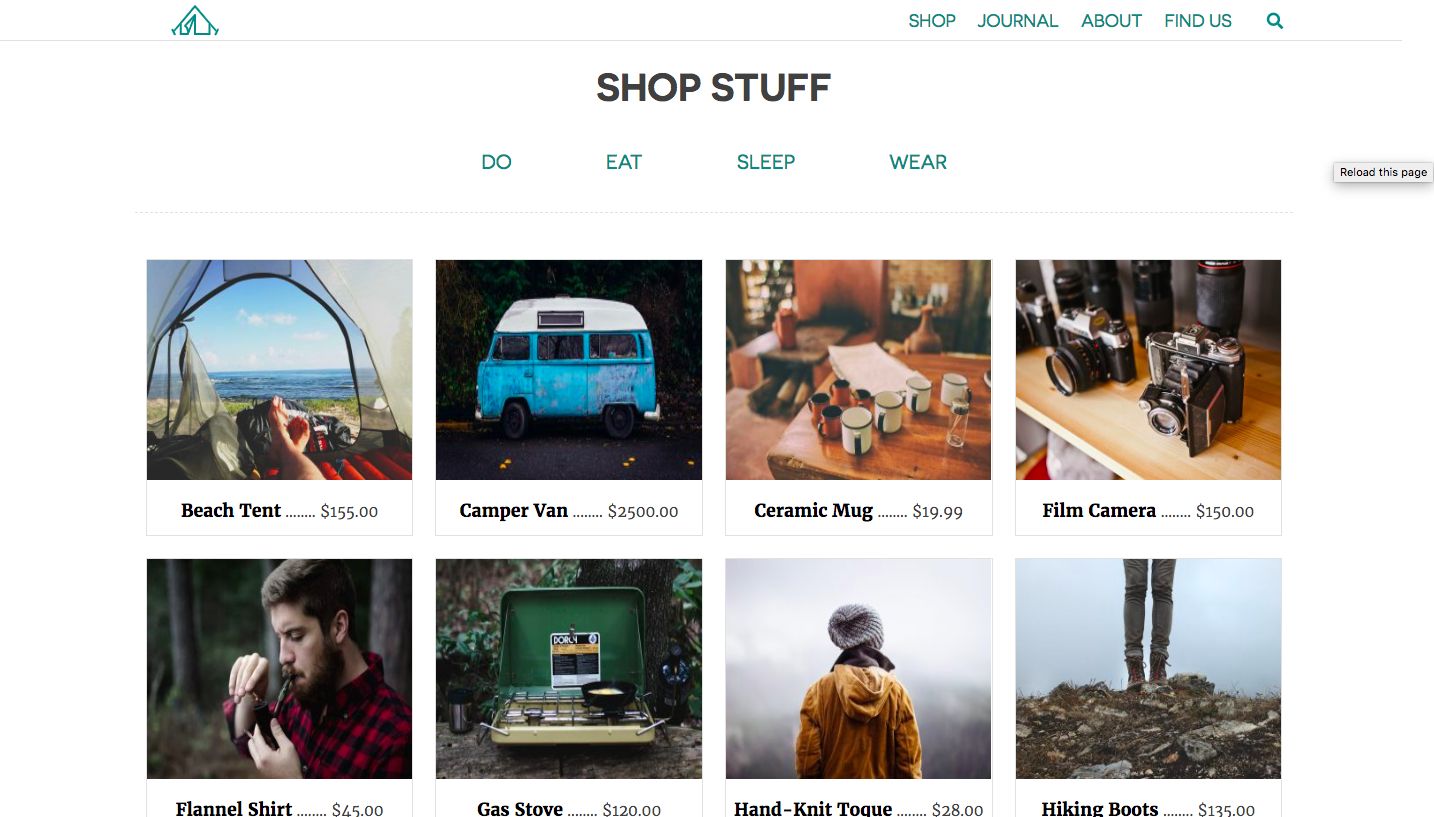 SHOP JOURNAL ABOUT FIND US
SHOP STUFF
DO EAT SLEEP WEAR
Reload this page
Beach Tent ........ $155.00
Camper Van ........ $2500.00
Ceramic Mug ........ $19.99
Film Camera ........ $150.00
DORCY
Flannel Shirt ........ $45.00
Gas Stove ........ $120.00
Hand-Knit Toque ........ $28.00
Hiking Boots ........ $135.00